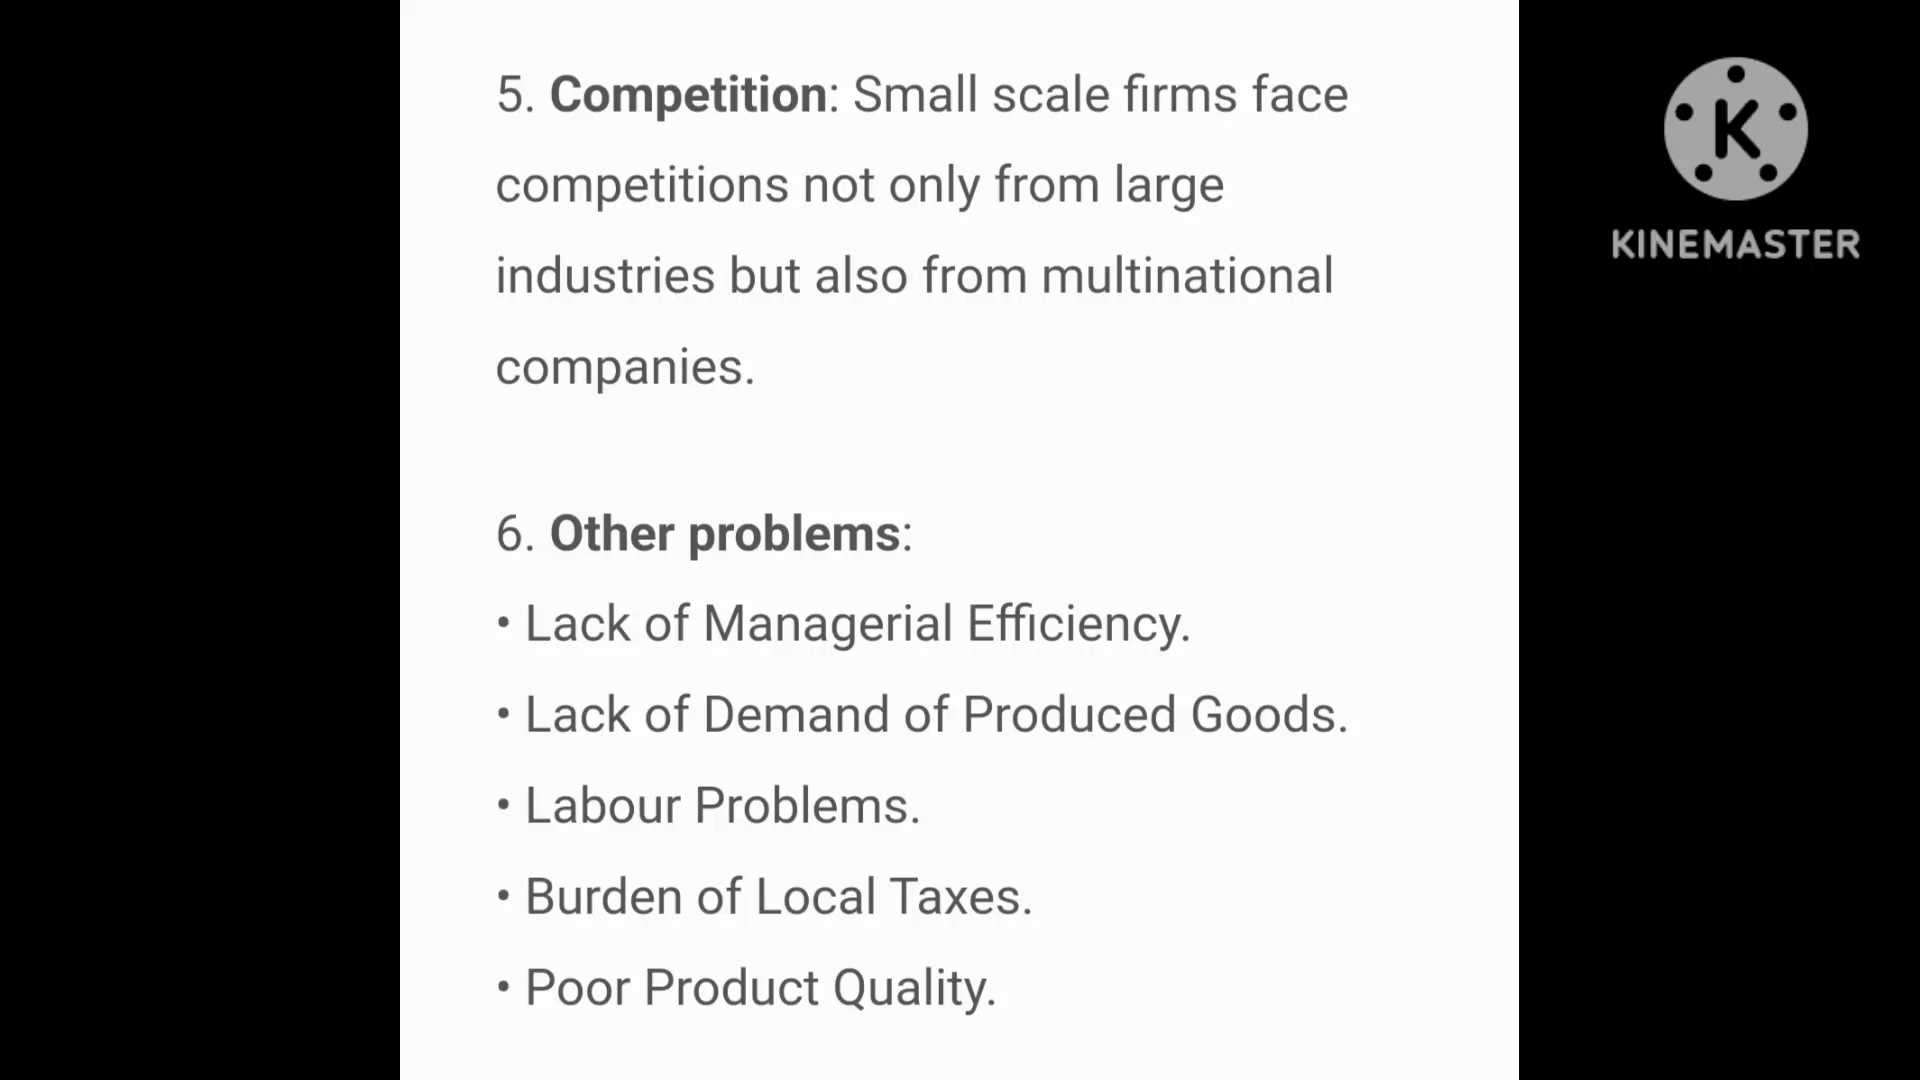 5. Competition: Small scale firms face
competitions not only from large
industries but also from multinational
companies.
6. Other problems:
• Lack of Managerial Efficiency.
• Lack of Demand of Produced Goods.
• Labour Problems.
• Burden of Local Taxes.
• Poor Product Quality.
K
KINEMASTER